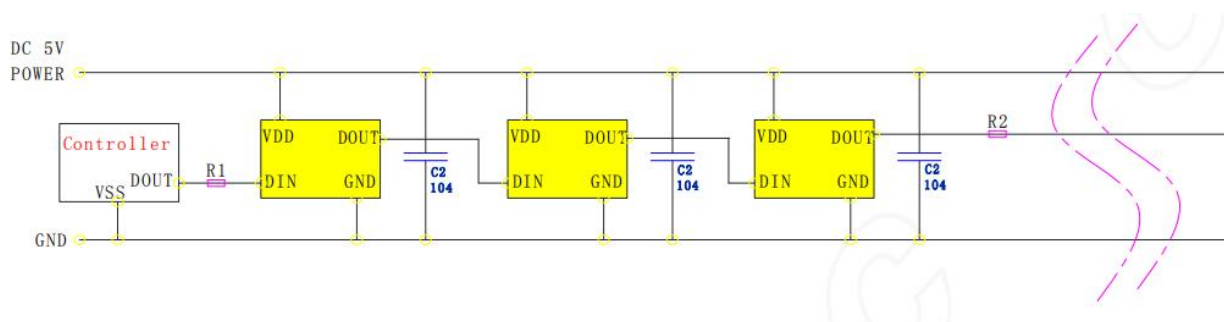 DC 5V
POWER
Controller
DOUT
VSS
R1
VDD
DOUT
DIN
GND
C2
104
VDD
DOUT
DIN
GND
C2
104
VDD
DOUT
DIN
GND
C2
104
R2
GND